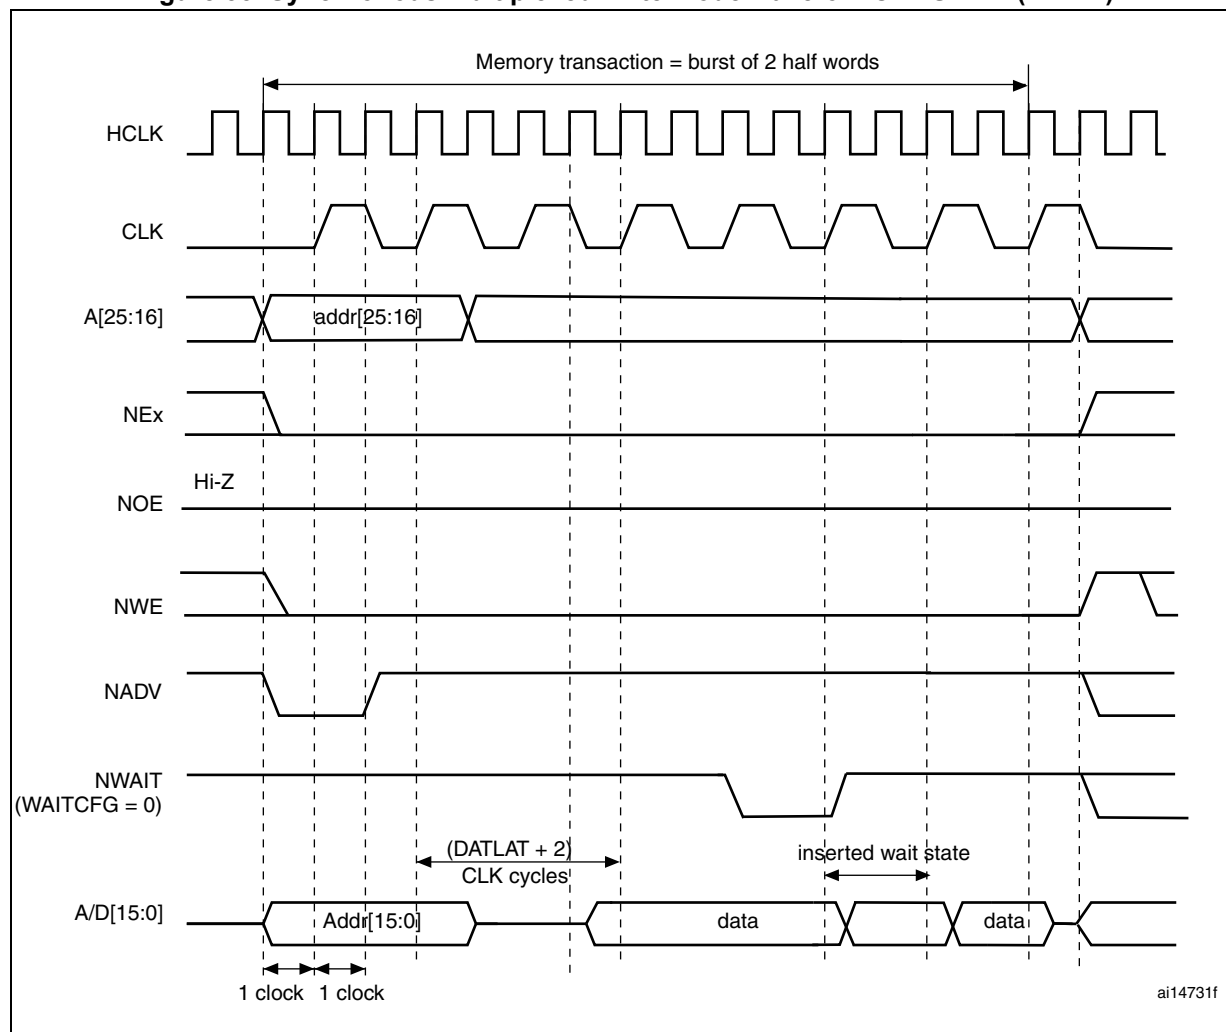 Memory transaction = burst of 2 half words
HCLK
CLK
A[25:16]
addr[25:16]
NEx
Hi-Z
NOE
NWE
NADV
NWAIT
(WAITCFG = 0)
(DATLAT + 2)
CLK cycles
inserted wait state
A/D[15:0]
Addr[15:0]
data
data
1 clock
1 clock
ai14731f